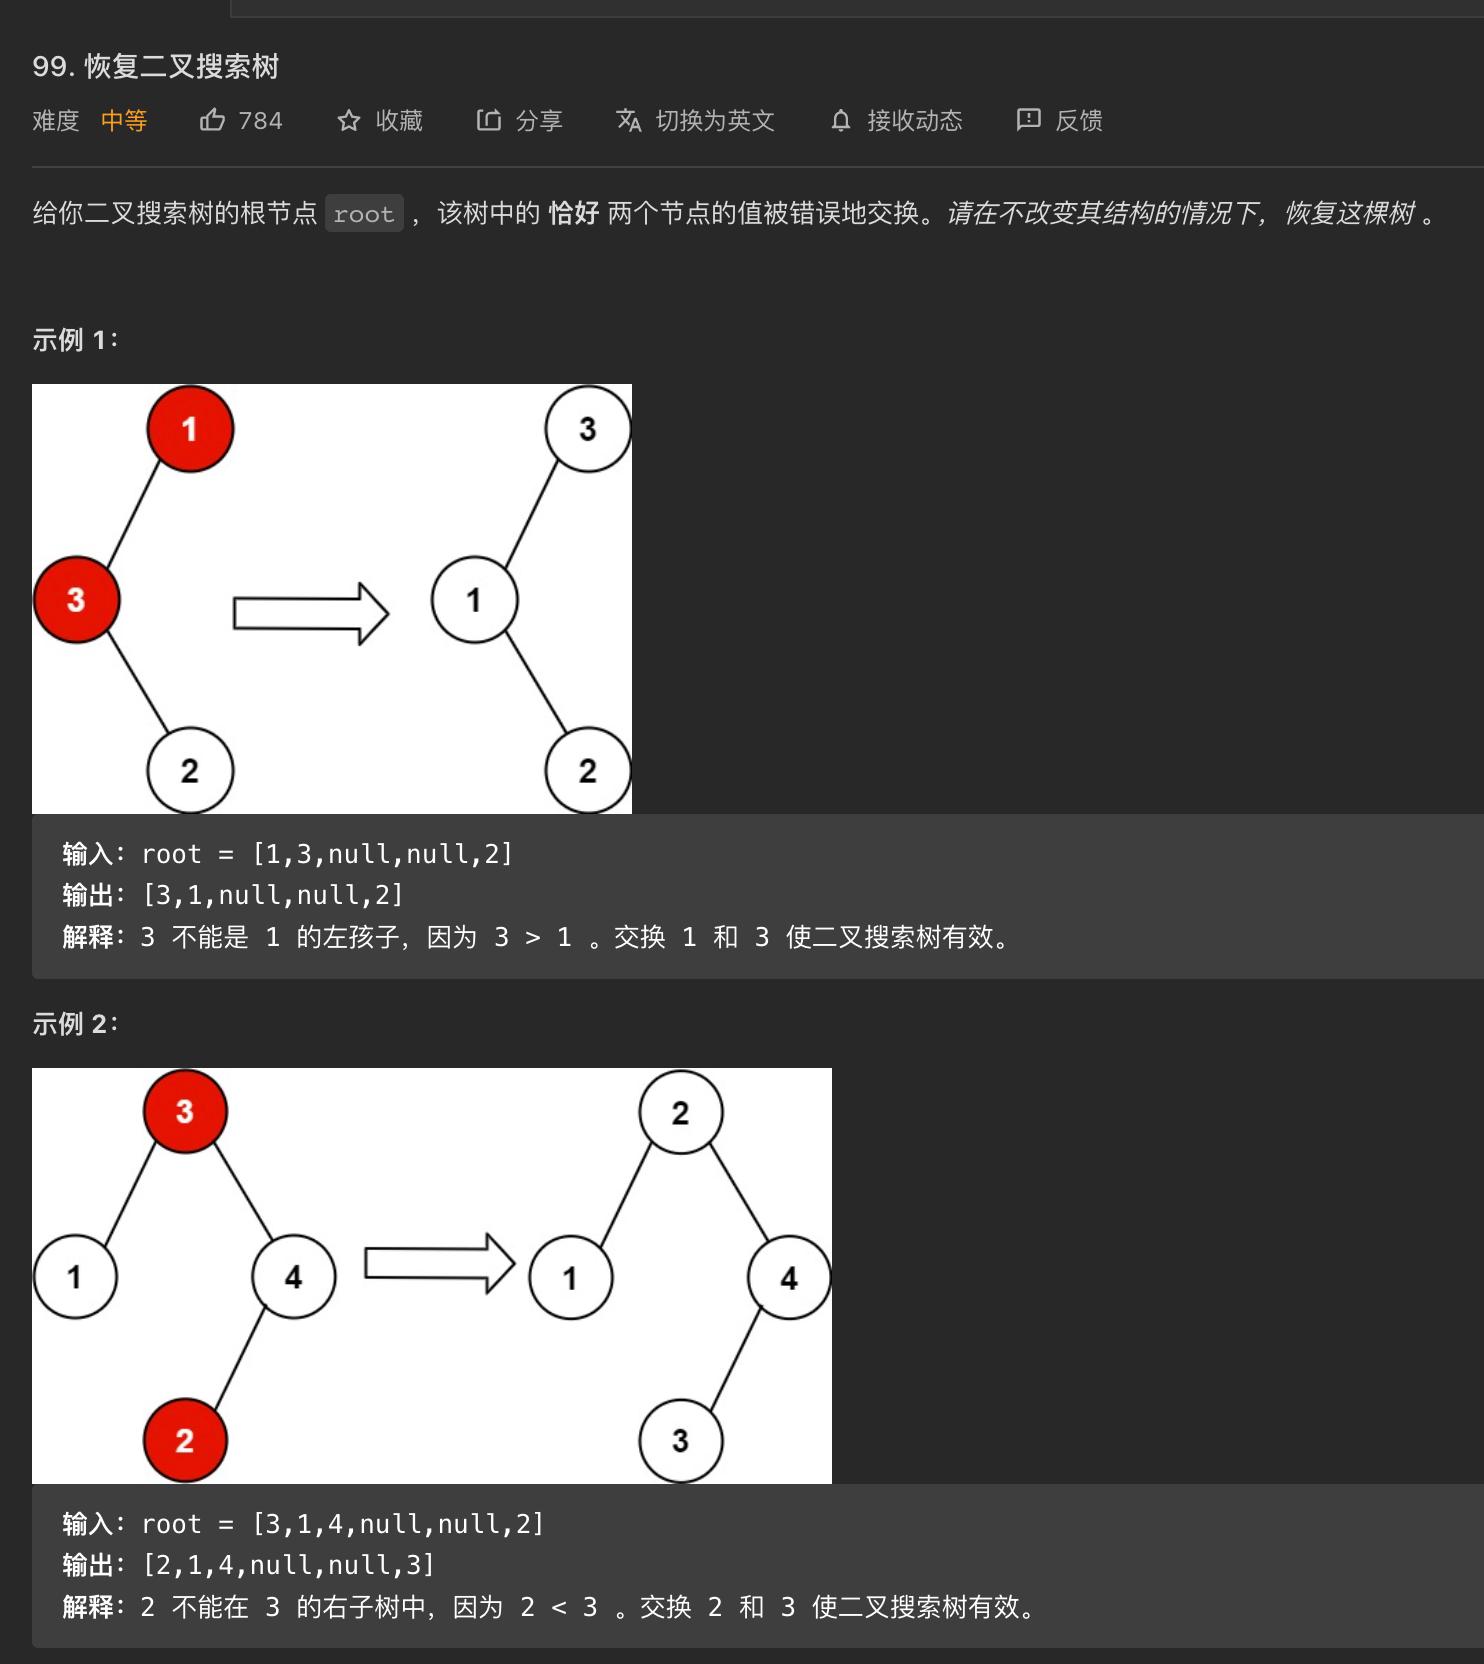 99. 恢复二叉搜索树
难度 中等 784 收藏 分享 切换为英文 接收动态 反馈
给你二叉搜索树的根节点 root ，该树中的 恰好 两个节点的值被错误地交换。请在不改变其结构的情况下，恢复这棵树 。
示例 1：
1
3
3
1
2
2
输入：root = [1,3,null,null,2]
输出：[3,1,null,null,2]
解释：3 不能是 1 的左孩子，因为 3 > 1 。交换 1 和 3 使二叉搜索树有效。
示例 2：
3
2
1
4
1
4
2
3
输入：root = [3,1,4,null,null,2]
输出：[2,1,4,null,null,3]
解释：2 不能在 3 的右子树中，因为 2 < 3 。交换 2 和 3 使二叉搜索树有效。